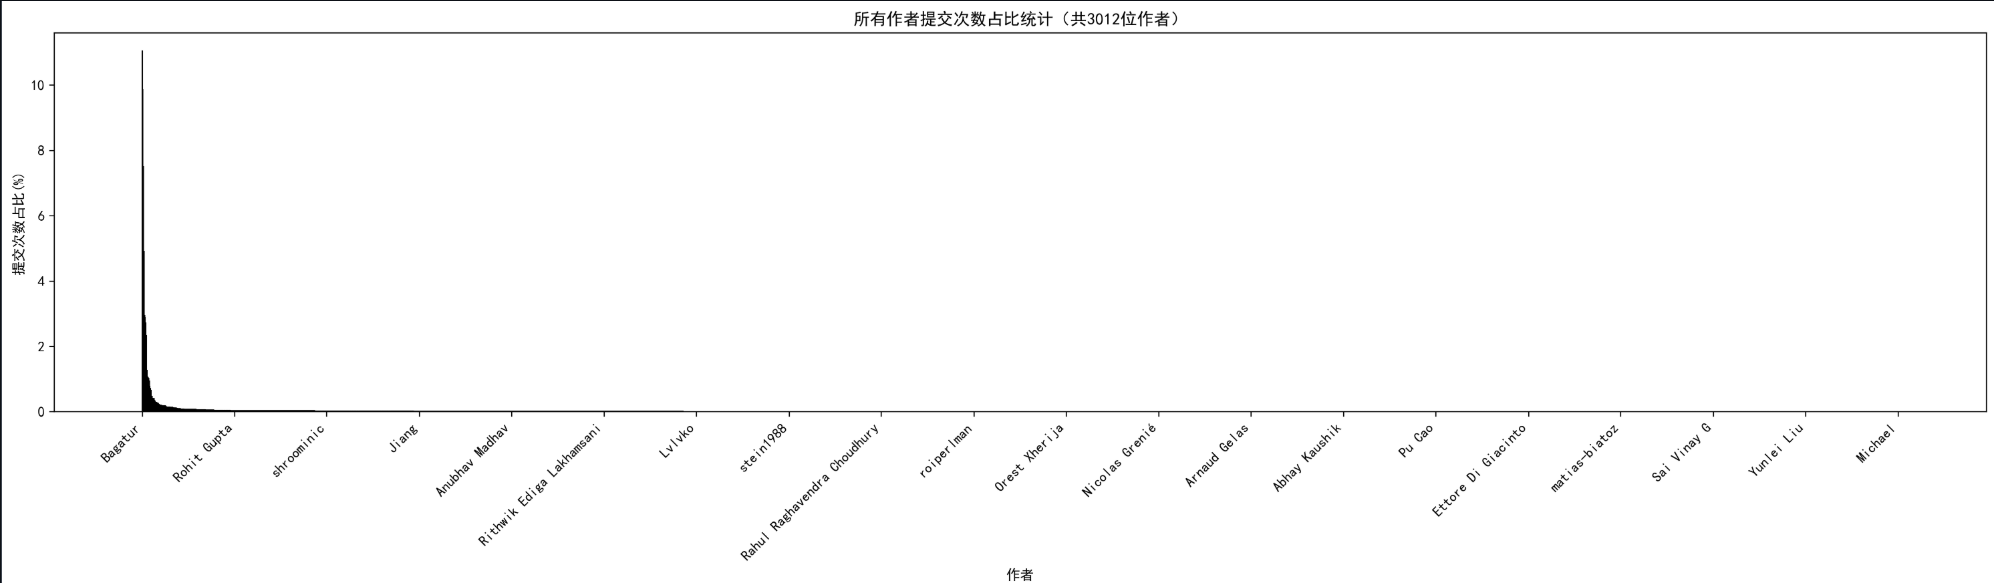 所有作者提交次数占比统计（共3012位作者）
提交次数占比(%)
10
8
6
4
2
0
Bagatur
Rohit Gupta
shroominic
Jiang
Anubhav Madhav
Rithwik Ediga Lakhamsani
Lvlvko
stein1988
Rahul Raghavendra Choudhury
roiperlman
Orest Xherija
Nicolas Grenié
Arnaud Gelas
Abhay Kaushik
Pu Cao
Ettore Di Giacinto
matias-biatoz
Sai Vinay G
Yunlei Liu
Michael
作者